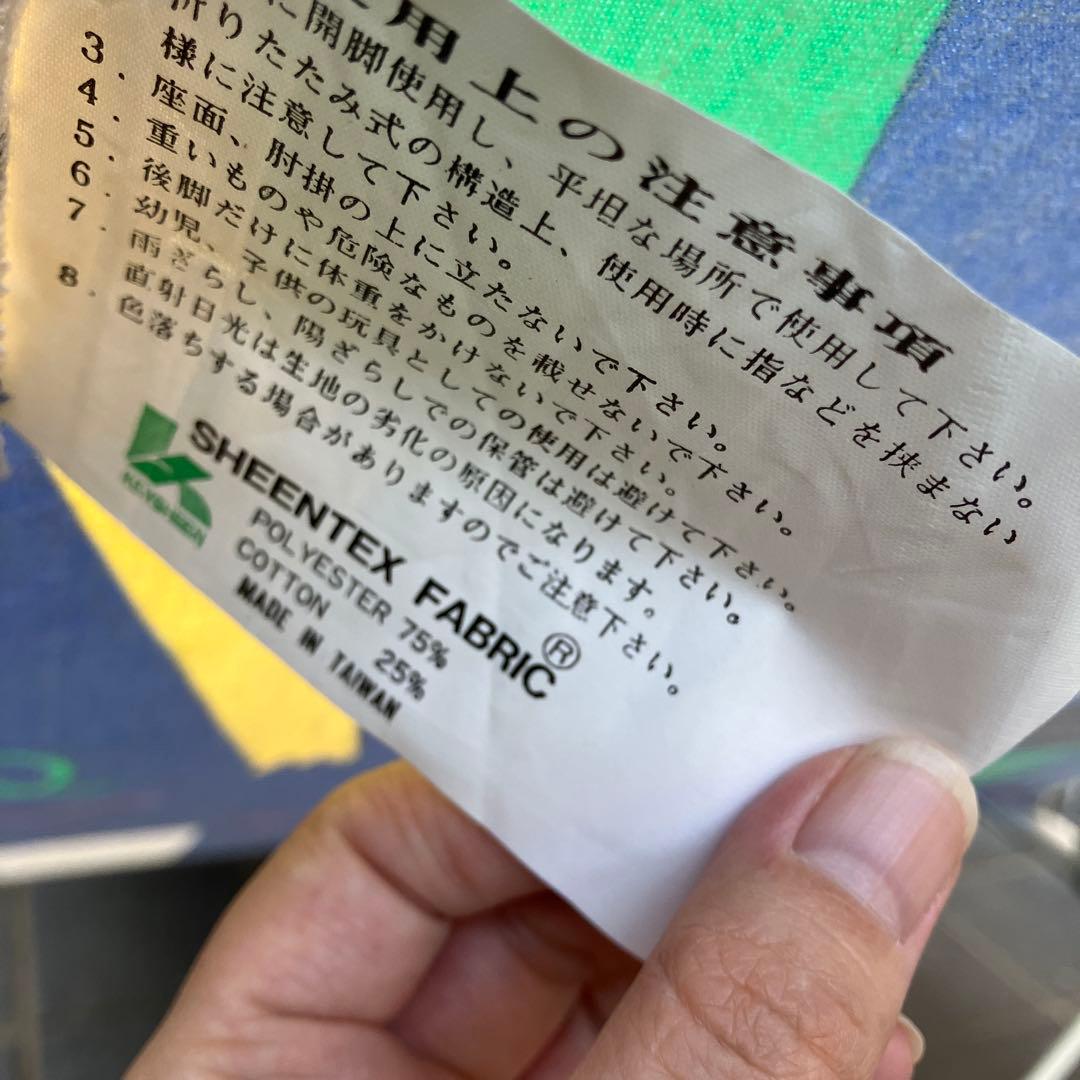 用上の注意事項
に開脚使用し、平坦な場所で使用して下さい。
折りたたみ式の構造上、使用時に指などを挟まない
様に注意して下さい。
3. 座面、肘掛の上に立たないで下さい。
4. 重いものや危険なものを載せないで下さい。
5. 後脚だけに体重をかけないで下さい。
6. 幼児、子供の玩具としての使用は避けて下さい。
7. 雨ざらし、陽ざらしでの保管は避けて下さい。
直射日光は生地の劣化の原因になります。
8. 色落ちする場合がありますのでご注意下さい。
SHEENTEX FABRIC®
POLYESTER 75%
COTTON 25%
MADE IN TAIWAN